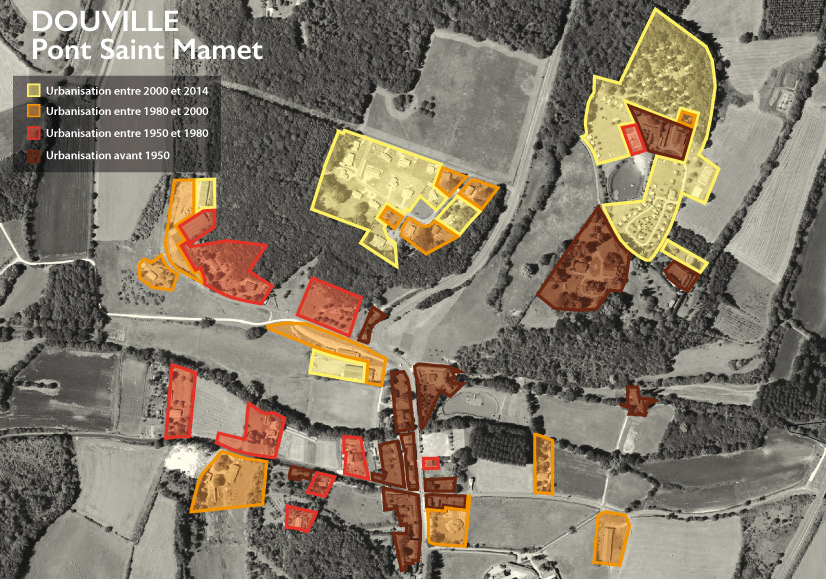 DOUVILLE
Pont Saint Mamet
Urbanisation entre 2000 et 2014
Urbanisation entre 1980 et 2000
Urbanisation entre 1950 et 1980
Urbanisation avant 1950